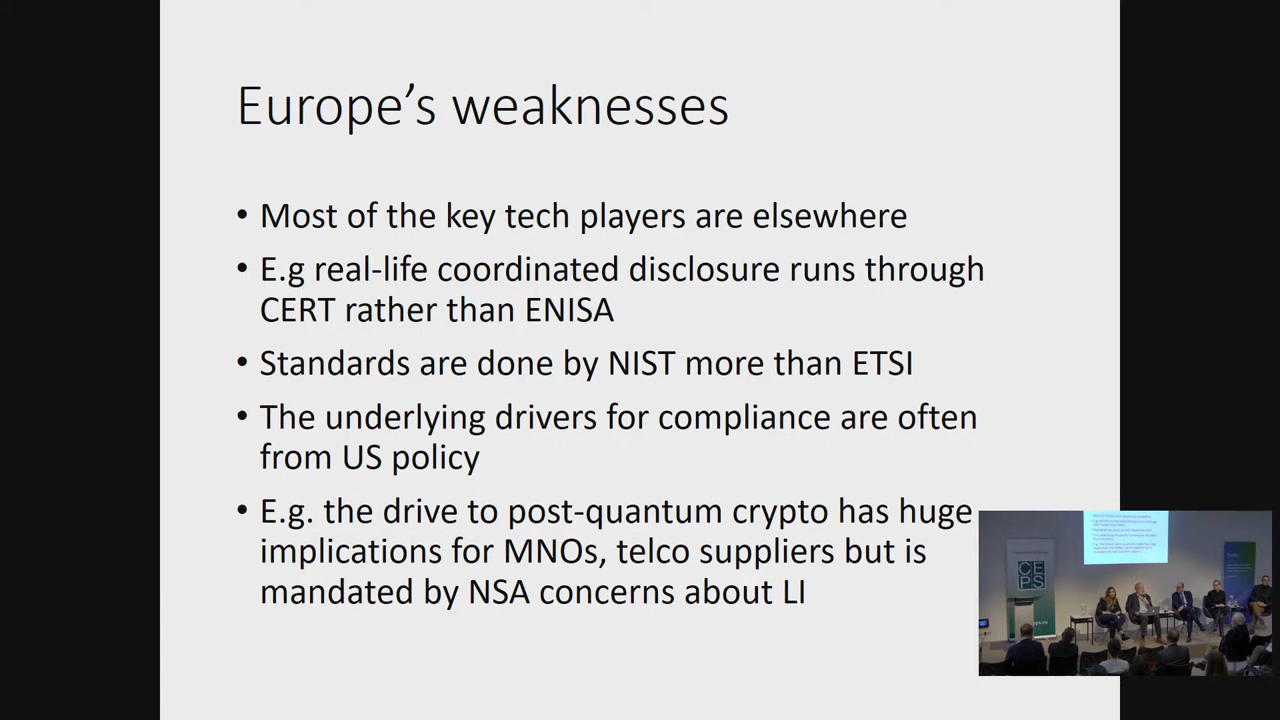 Europe's weaknesses
• Most of the key tech players are elsewhere
• E.g real-life coordinated disclosure runs through
CERT rather than ENISA
• Standards are done by NIST more than ETSI
• The underlying drivers for compliance are often
from US policy
• E.g. the drive to post-quantum crypto has huge
implications for MNOs, telco suppliers but is
mandated by NSA concerns about LI
CE
PS